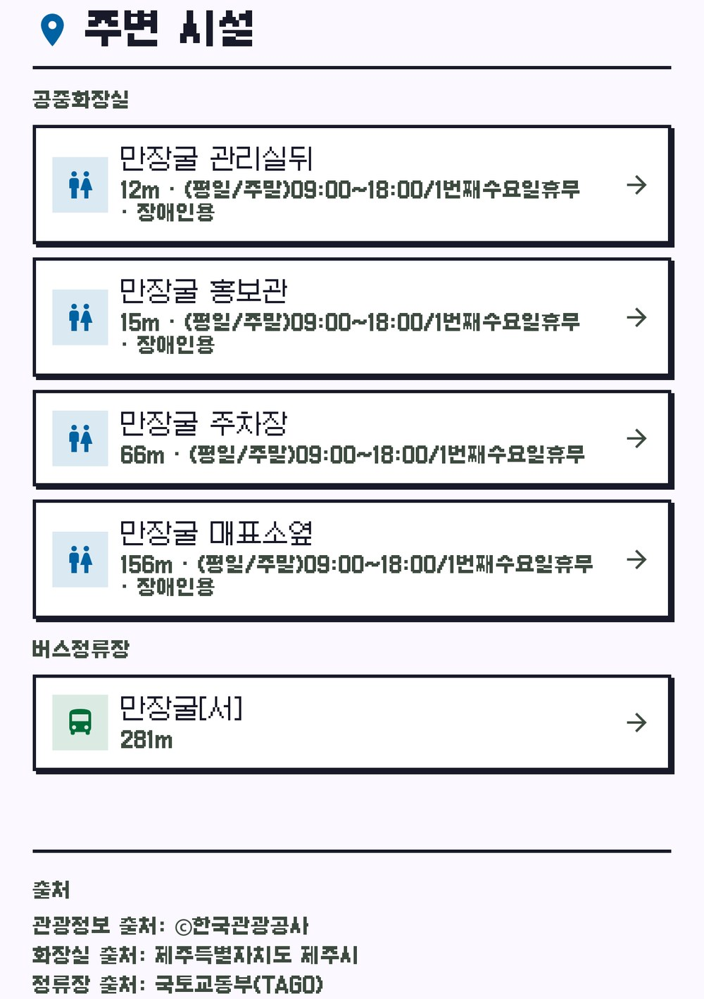 주변 시설
공중화장실
만장굴 관리실뒤
12m · (평일/주말)09:00~18:00/1번째수요일휴무
· 장애인용
만장굴 홍보관
15m · (평일/주말)09:00~18:00/1번째수요일휴무
· 장애인용
만장굴 주차장
66m · (평일/주말)09:00~18:00/1번째수요일휴무
만장굴 매표소옆
156m · (평일/주말)09:00~18:00/1번째수요일휴무
· 장애인용
버스정류장
만장굴[서]
281m
출처
관광정보 출처: ©한국관광공사
화장실 출처: 제주특별자치도 제주시
정류장 출처: 국토교통부(TAGO)